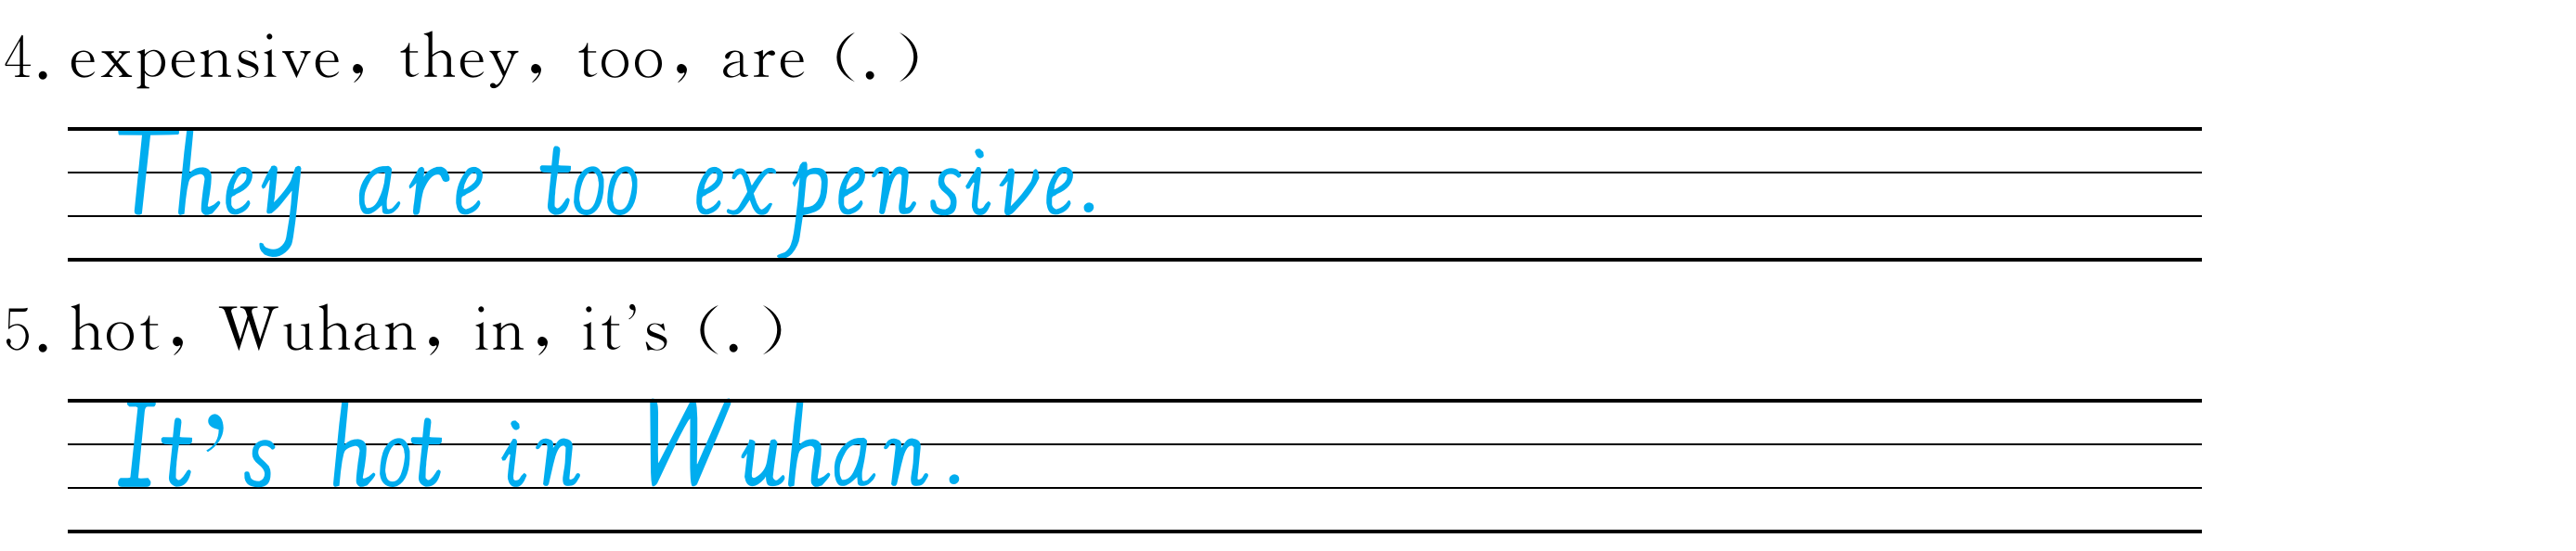 4. expensive, they, too, are (.)
They are too expensive.
5. hot, Wuhan, in, it's (.)
It's hot in Wuhan.